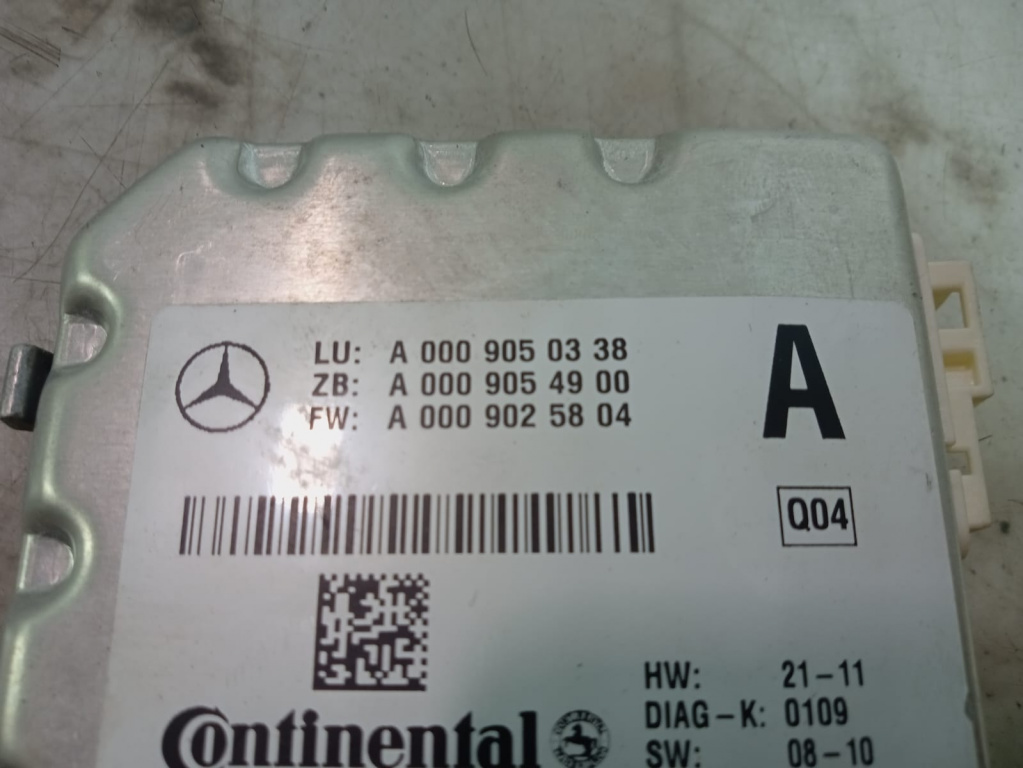 LU: A 000 905 03 38
ZB: A 000 905 49 00
FW: A 000 902 58 04
A
Q04
HW: 21-11
DIAG-K: 0109
SW: 08-10
Continental